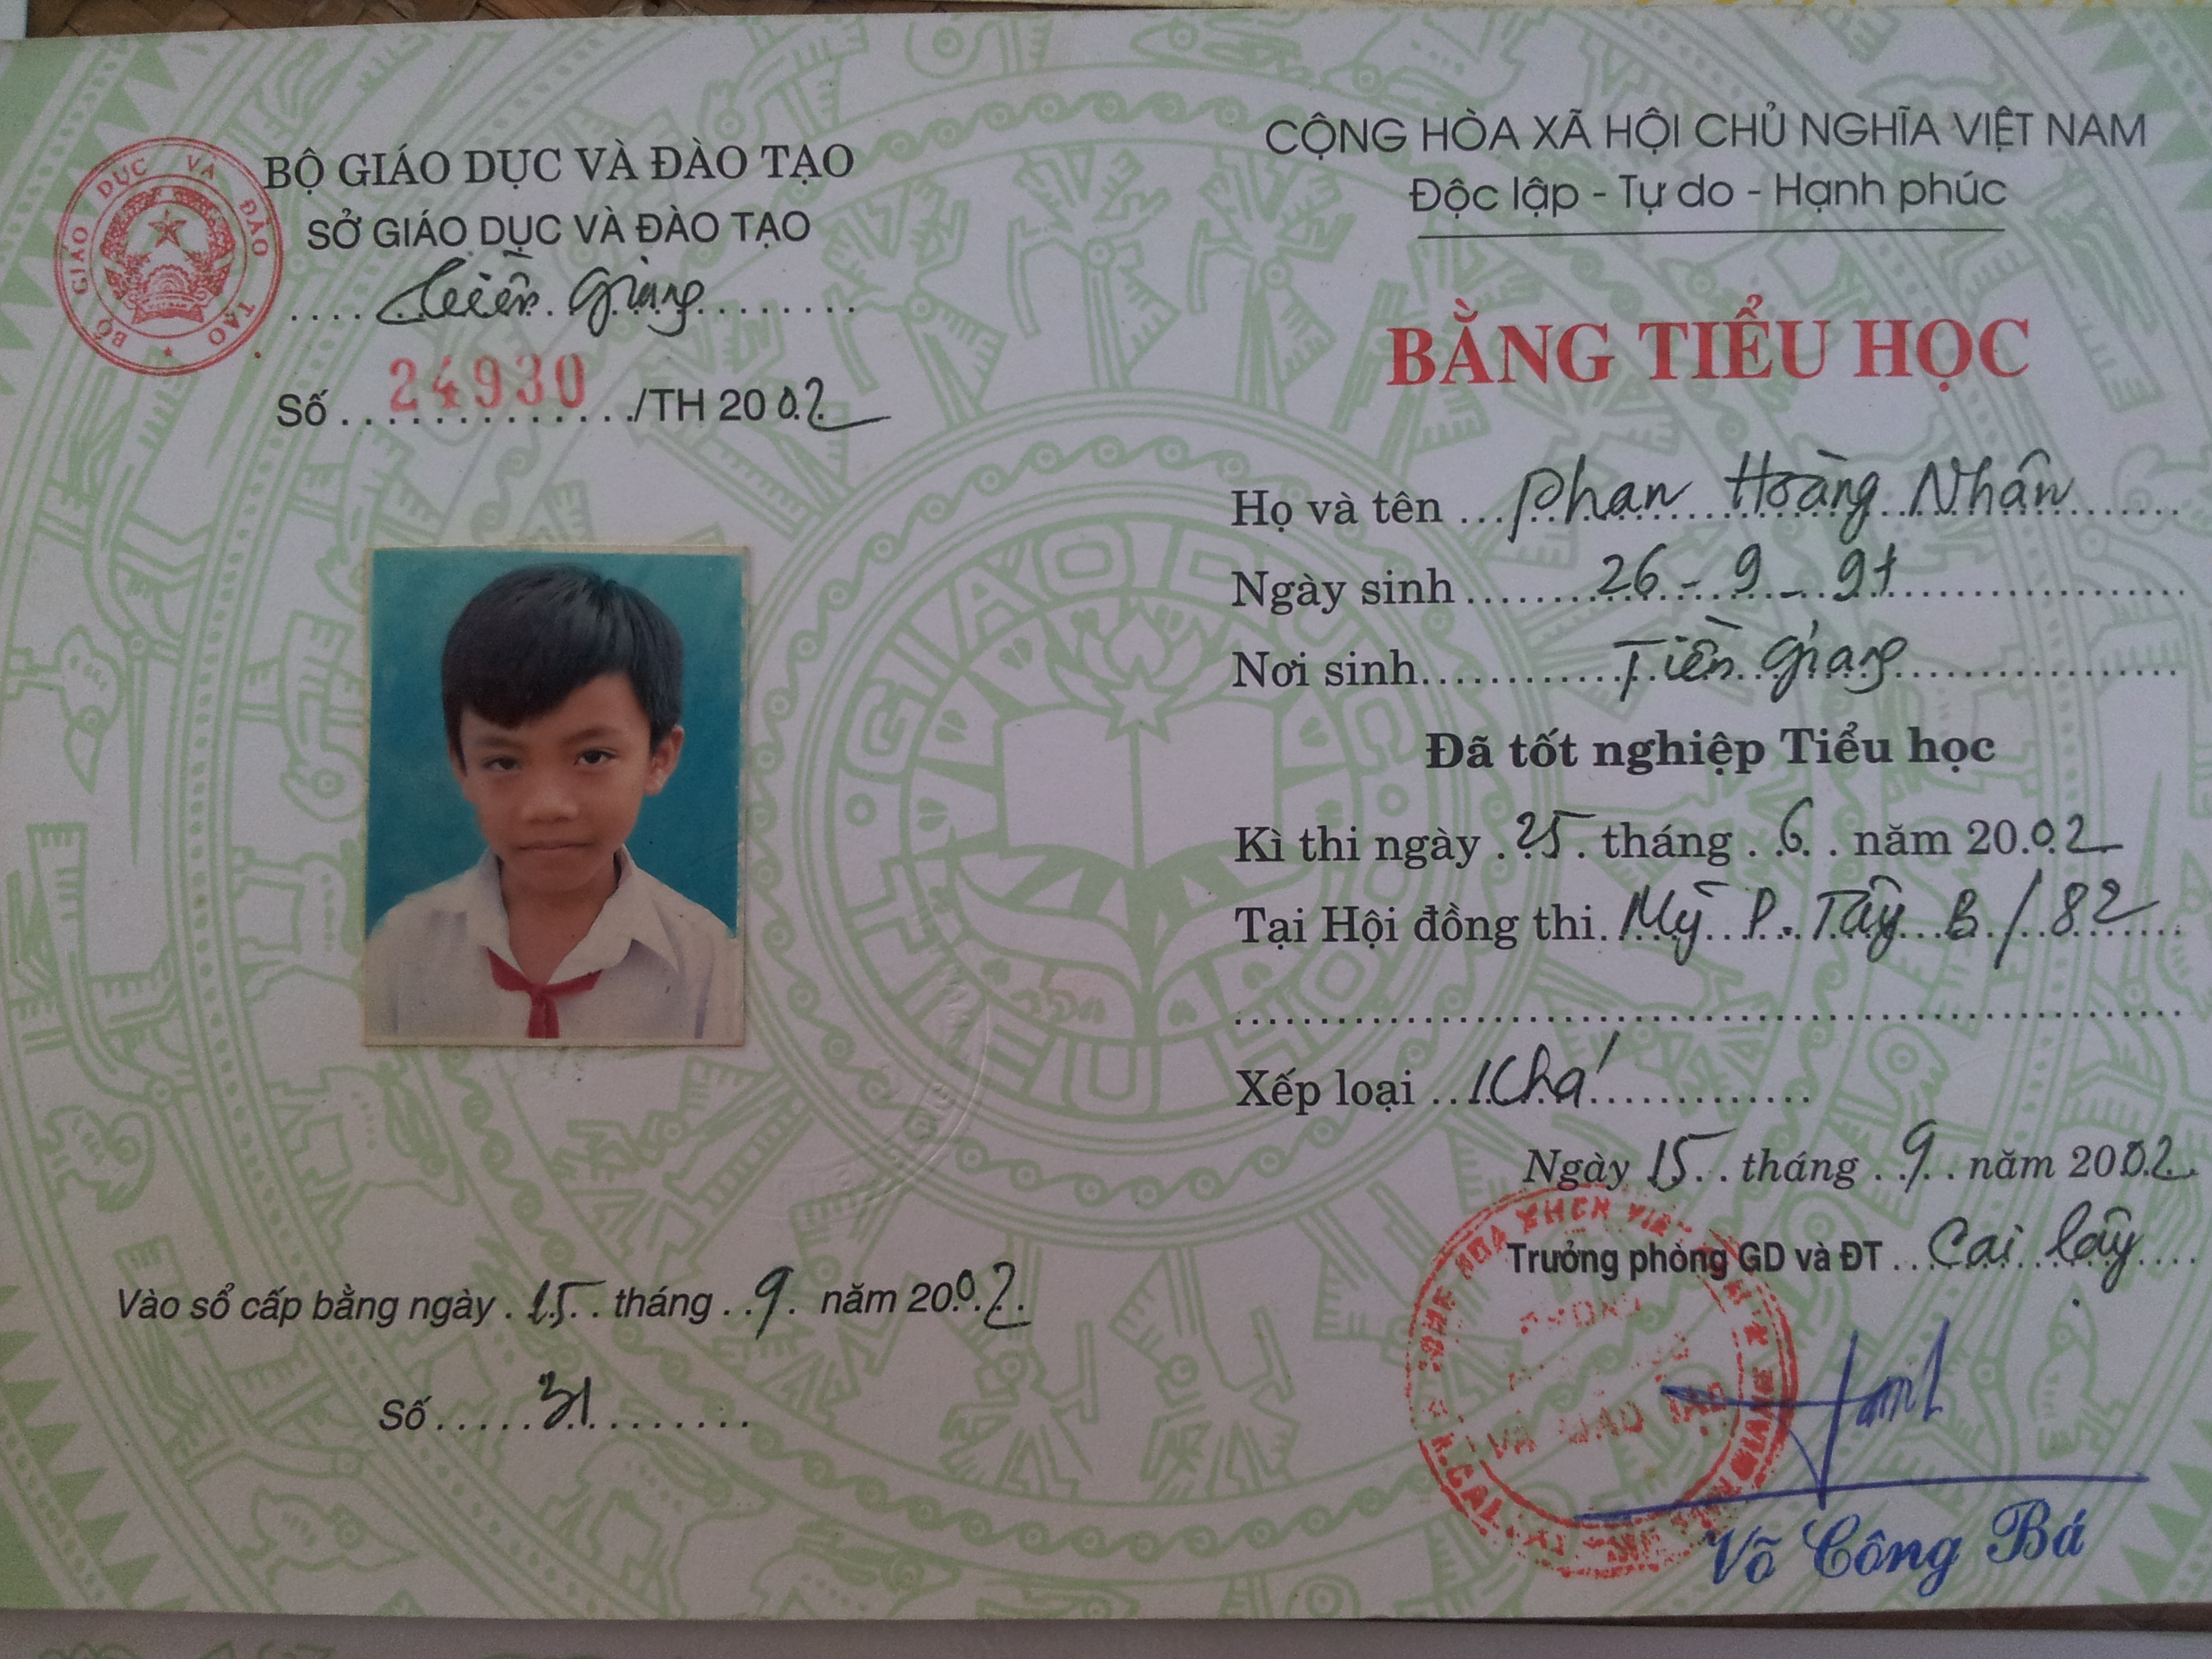 BỘ GIÁO DỤC VÀ ĐÀO TẠO
SỞ GIÁO DỤC VÀ ĐÀO TẠO
Tiền Giang
Số 24930 /TH 2002
BỘ GIÁO DỤC VÀ ĐÀO TẠO
Vào sổ cấp bằng ngày 15 tháng 9 năm 2002
Số 31
CỘNG HÒA XÃ HỘI CHỦ NGHĨA VIỆT NAM
Độc lập - Tự do - Hạnh phúc
BẰNG TIỂU HỌC
Họ và tên Phan Hoàng Nhân
Ngày sinh 26 - 9 - 91
Nơi sinh Tiền Giang
Đã tốt nghiệp Tiểu học
Kì thi ngày 25 tháng 6 năm 2002
Tại Hội đồng thi Mỹ P. Tây B / 82
Xếp loại Khá
Ngày 15 tháng 9 năm 2002
Trưởng phòng GD và ĐT Cai Lậy
Võ Công Bá